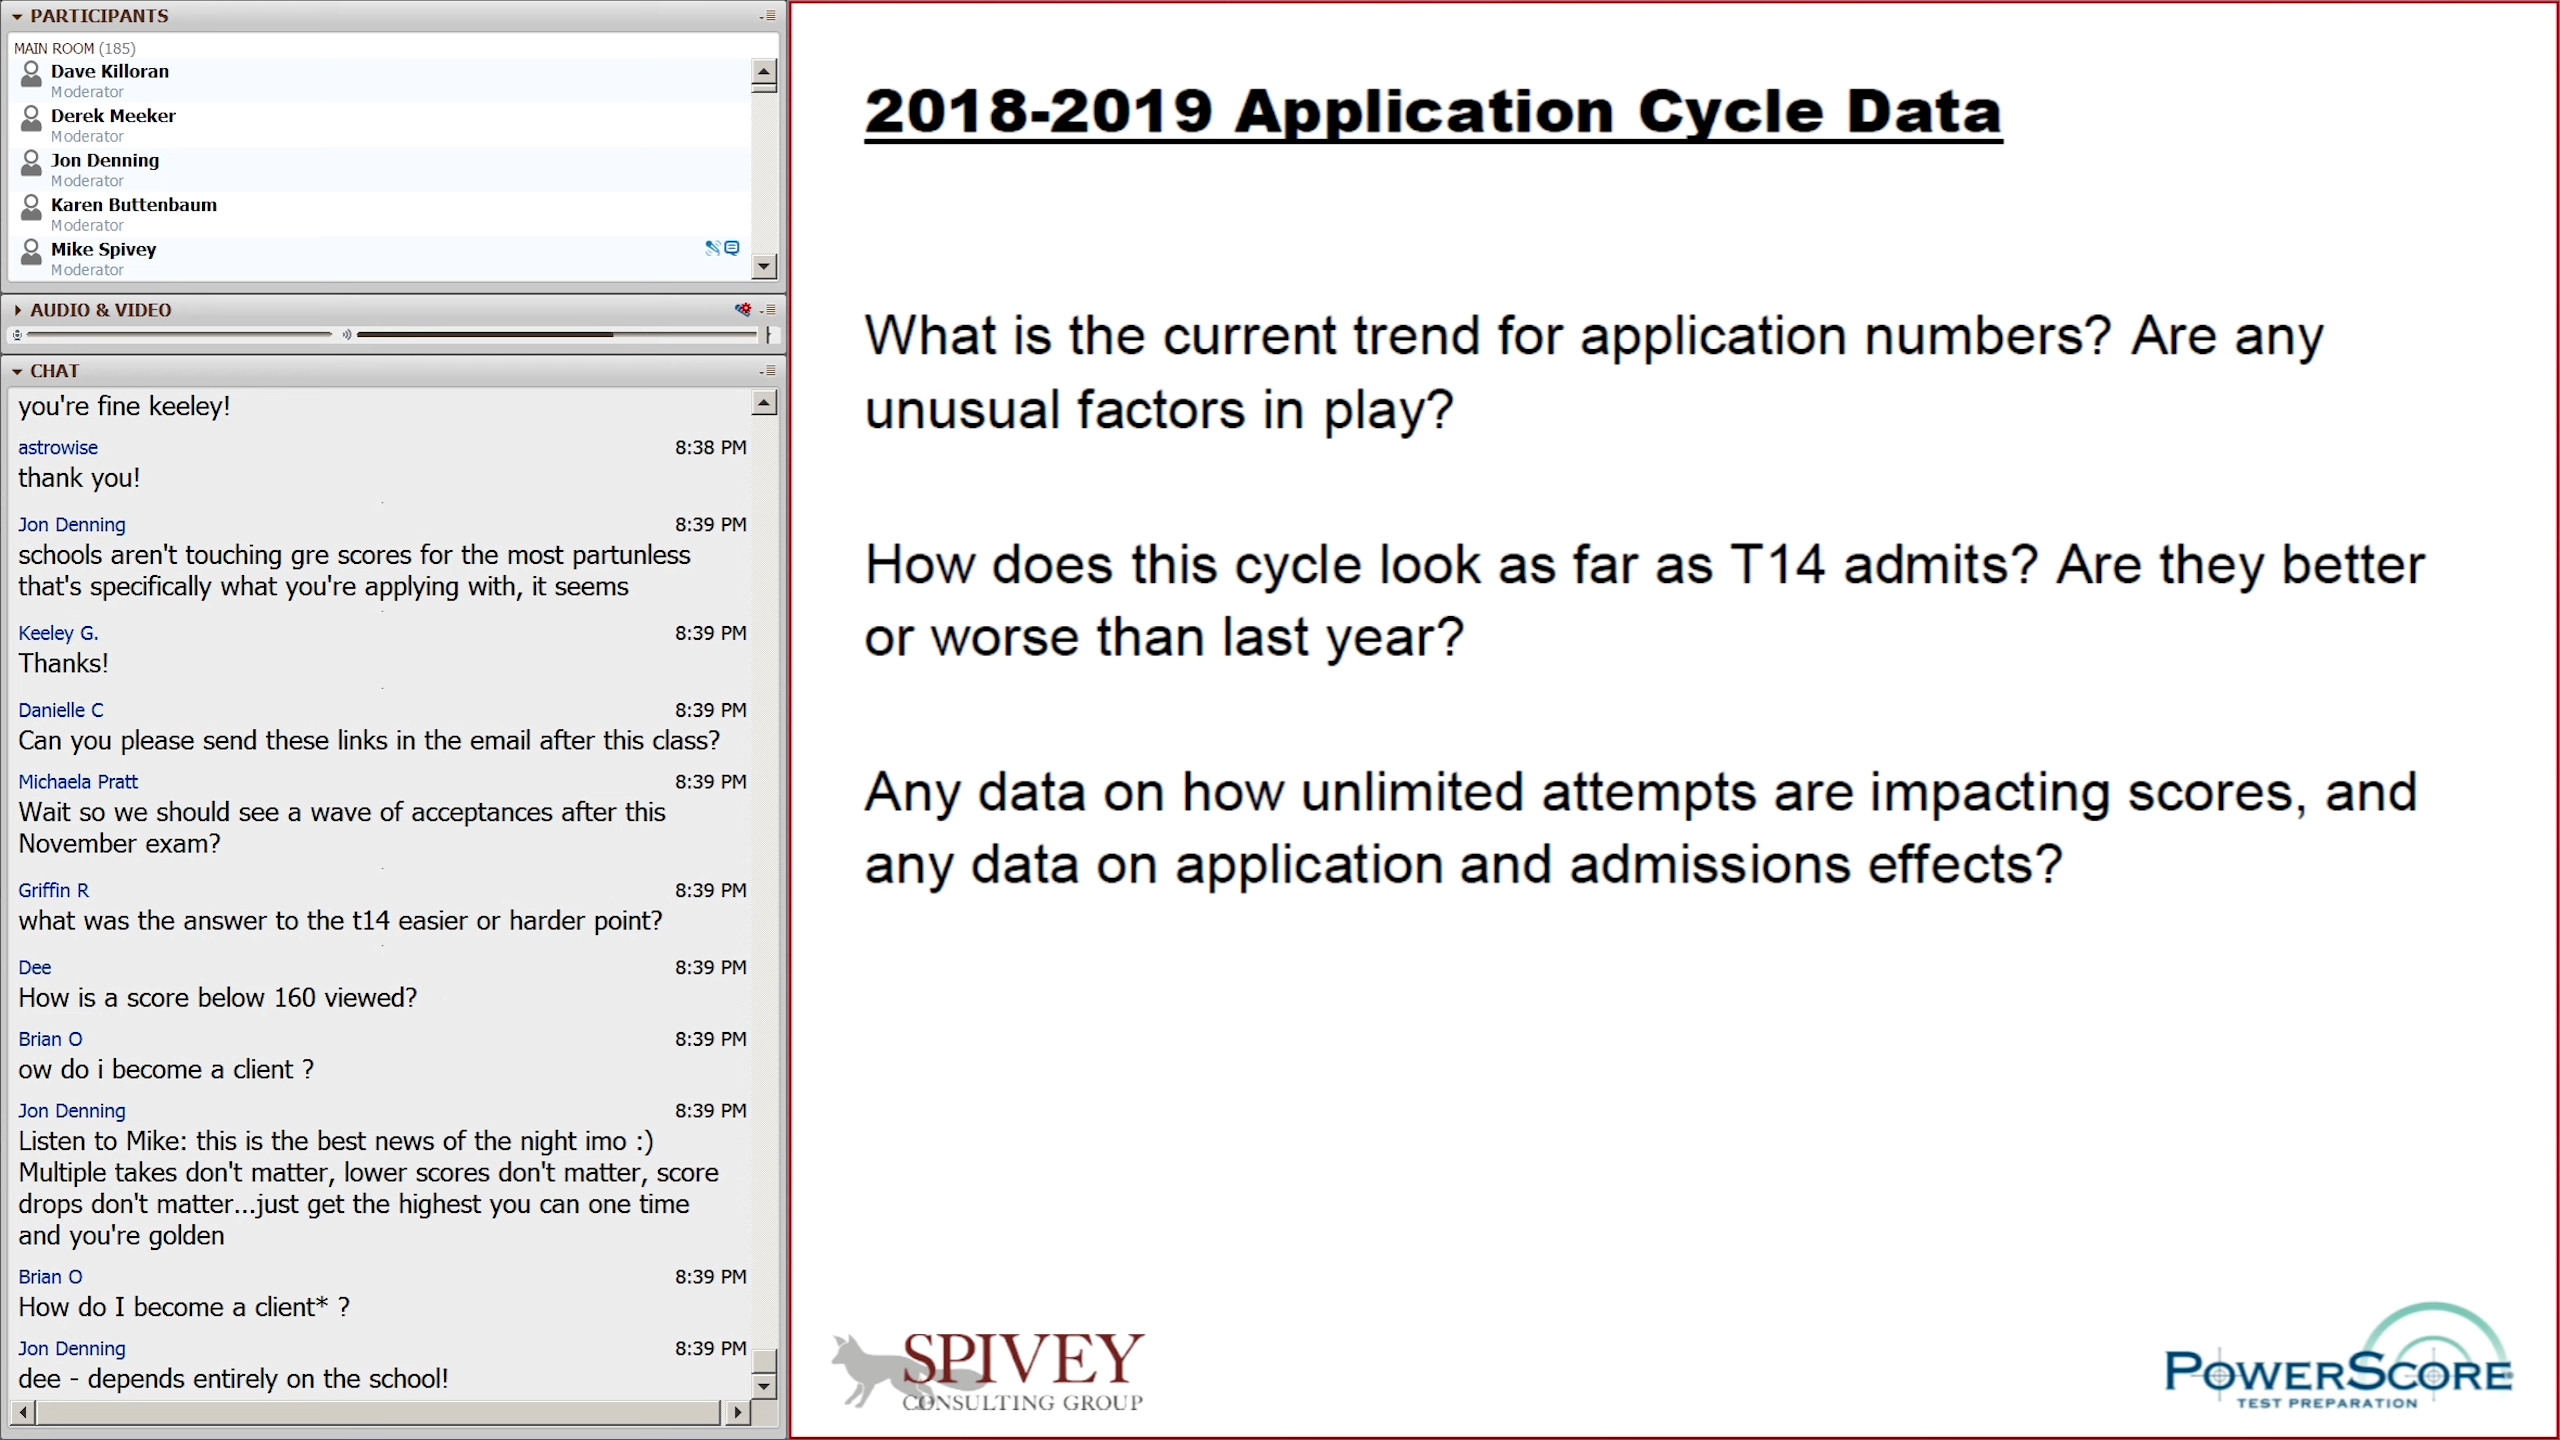 PARTICIPANTS
MAIN ROOM (185)
Dave Killoran
Moderator
Derek Meeker
Moderator
Jon Denning
Moderator
Karen Buttenbaum
Moderator
Mike Spivey
Moderator
AUDIO & VIDEO
CHAT
you're fine keeley!
astrowise 8:38 PM
thank you!
Jon Denning 8:39 PM
schools aren't touching gre scores for the most partunless
that's specifically what you're applying with, it seems
Keeley G. 8:39 PM
Thanks!
Danielle C 8:39 PM
Can you please send these links in the email after this class?
Michaela Pratt 8:39 PM
Wait so we should see a wave of acceptances after this
November exam?
Griffin R 8:39 PM
what was the answer to the t14 easier or harder point?
Dee 8:39 PM
How is a score below 160 viewed?
Brian O 8:39 PM
ow do i become a client ?
Jon Denning 8:39 PM
Listen to Mike: this is the best news of the night imo :)
Multiple takes don't matter, lower scores don't matter, score
drops don't matter...just get the highest you can one time
and you're golden
Brian O 8:39 PM
How do I become a client* ?
Jon Denning 8:39 PM
dee - depends entirely on the school!
2018-2019 Application Cycle Data
What is the current trend for application numbers? Are any
unusual factors in play?
How does this cycle look as far as T14 admits? Are they better
or worse than last year?
Any data on how unlimited attempts are impacting scores, and
any data on application and admissions effects?
SPIVEY
CONSULTING GROUP
POWERSCORE
TEST PREPARATION